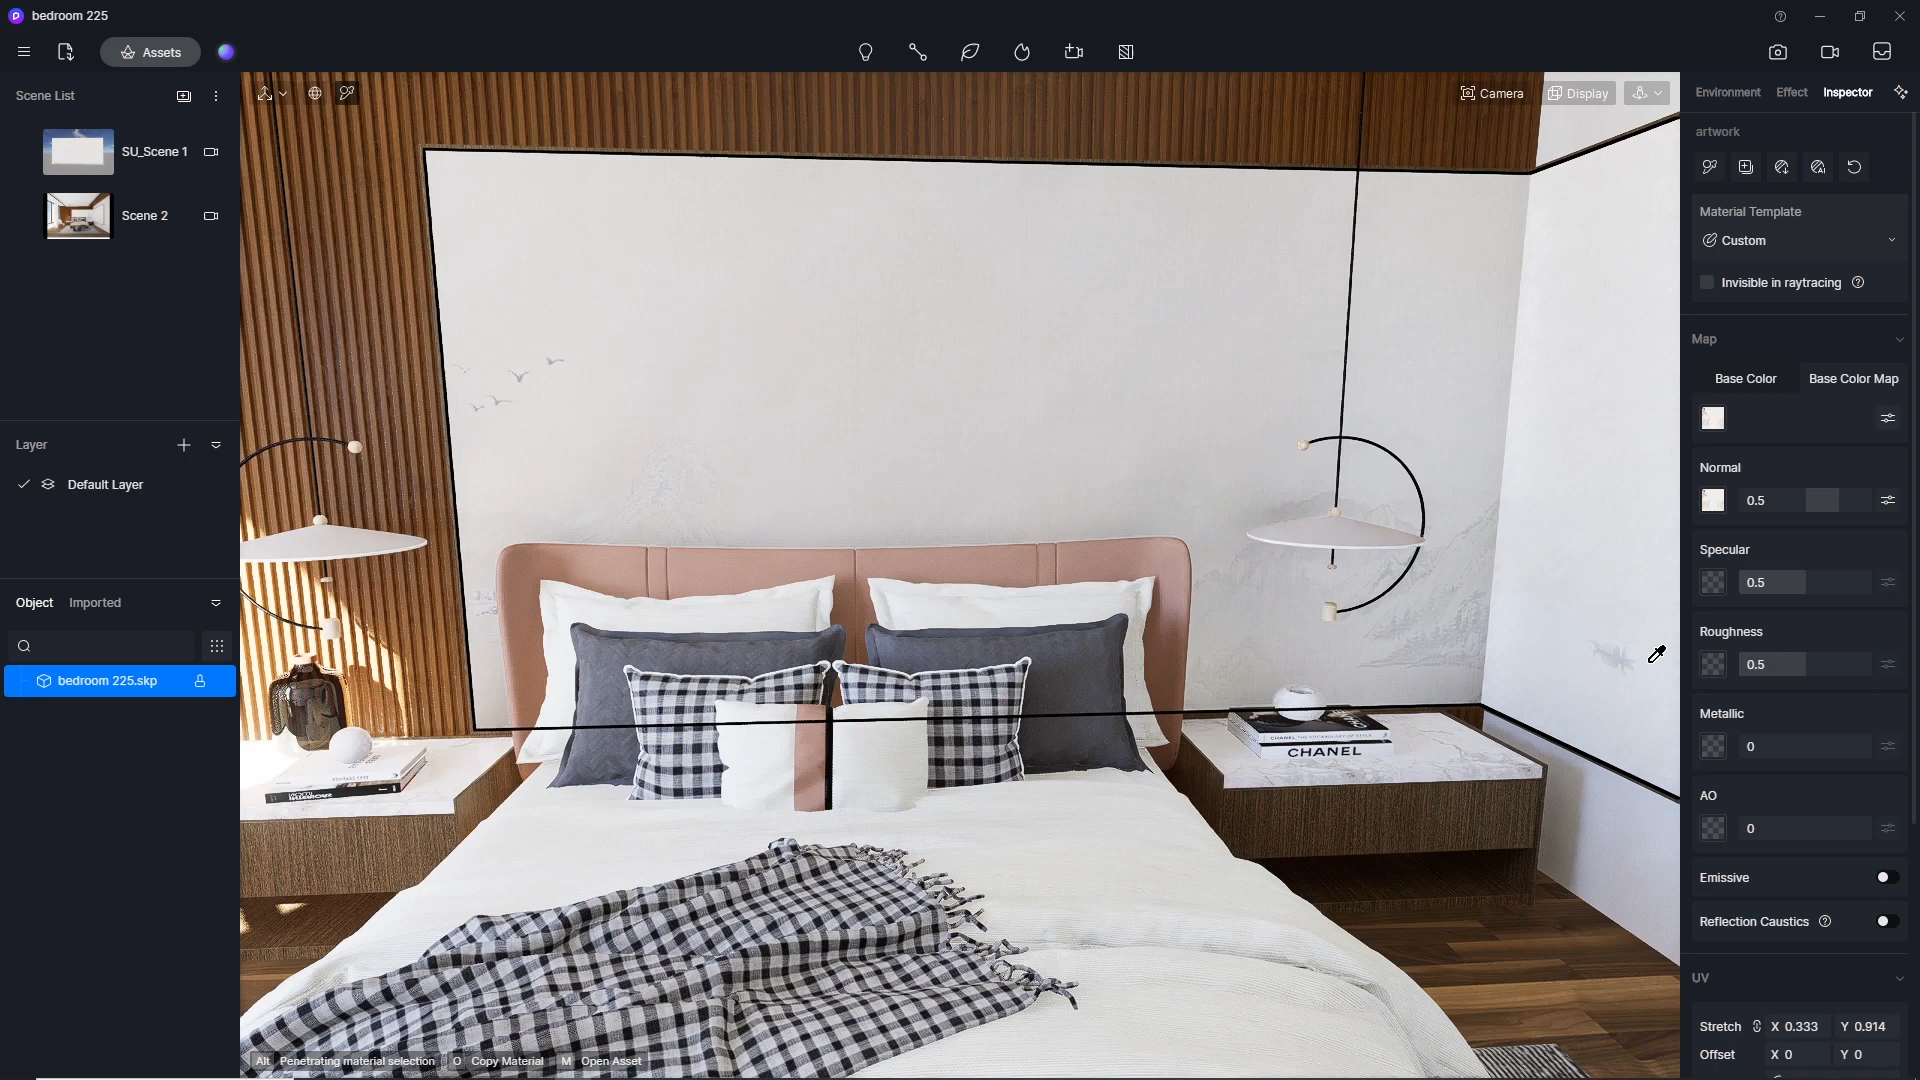 bedroom 225
Assets
Scene List
SU_Scene 1
Scene 2
Layer
Default Layer
Object Imported
bedroom 225.skp
Camera Display
CHANEL
Alt Penetrating material selection O Copy Material M Open Asset
Environment Effect Inspector
artwork
Material Template
Custom
Invisible in raytracing
Map
Base Color Base Color Map
Normal
0.5
Specular
0.5
Roughness
0.5
Metallic
0
AO
0
Emissive
Reflection Caustics
UV
Stretch X 0.333 Y 0.914
Offset X 0 Y 0